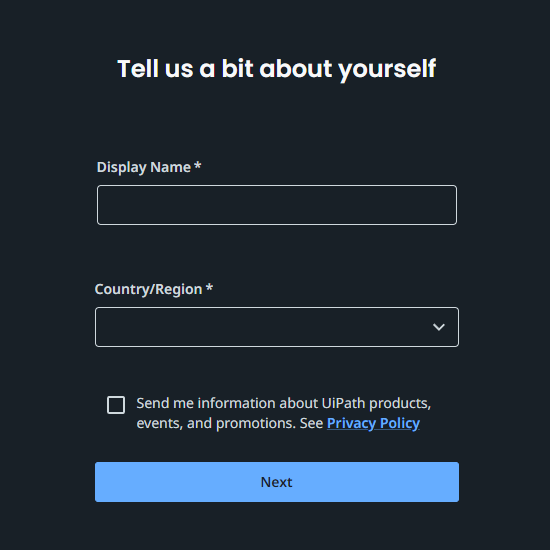 Tell us a bit about yourself
Display Name *
Country/Region *
Send me information about UiPath products,
events, and promotions. See Privacy Policy
Next